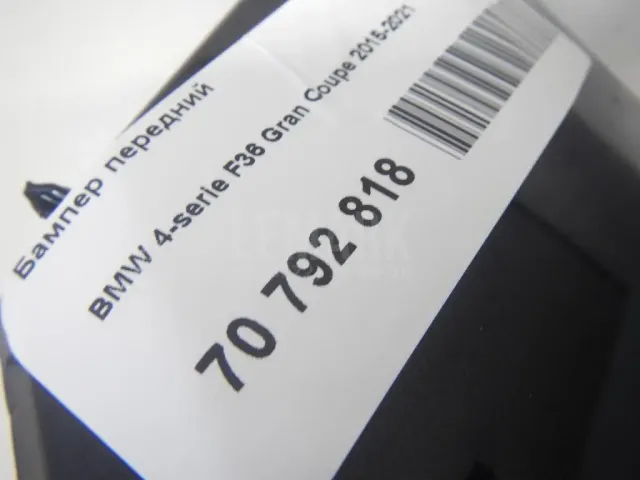 Бампер передний
BMW 4-serie F36 Gran Coupe 2015-2021
70 792 818